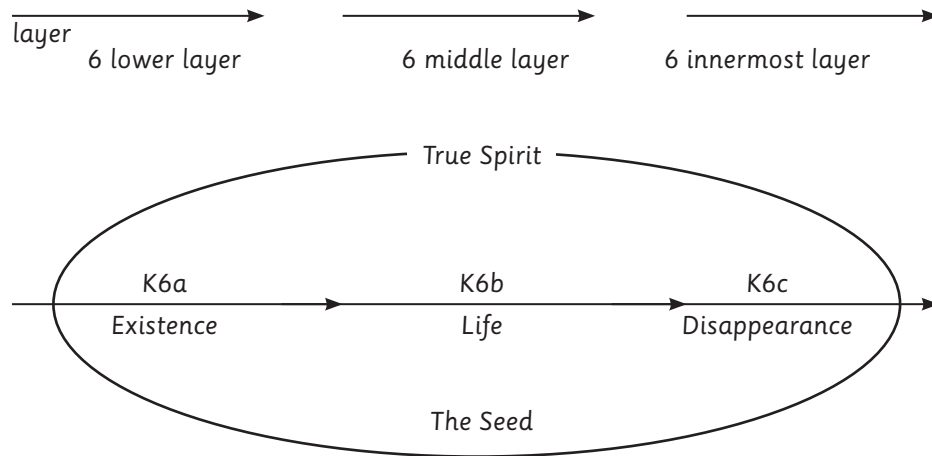 layer
6 lower layer 6 middle layer 6 innermost layer
True Spirit
K6a K6b K6c
Existence Life Disappearance
The Seed